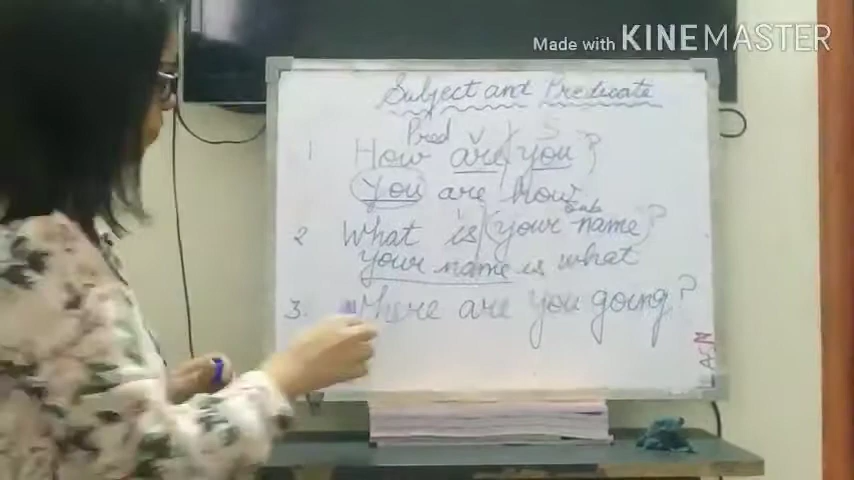 Made with KINEMASTER
Subject and Predicate
Pred V S
1 How are you?
You are how
Sub
2 What is (your name)?
your name is what
3. Where are you going?